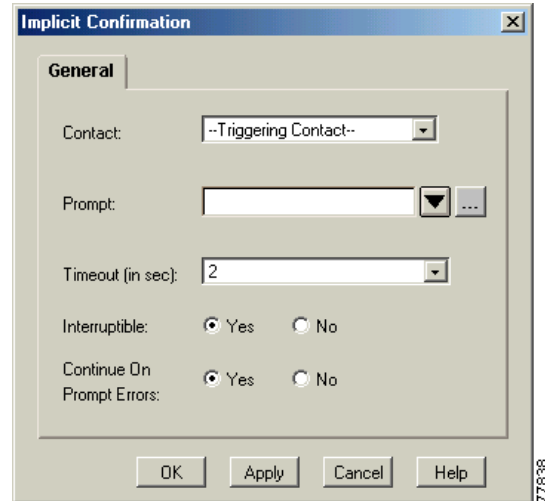 Implicit Confirmation
General
Contact: --Triggering Contact--
Prompt: ...
Timeout (in sec): 2
Interruptible: Yes No
Continue On
Prompt Errors: Yes No
OK Apply Cancel Help
77838